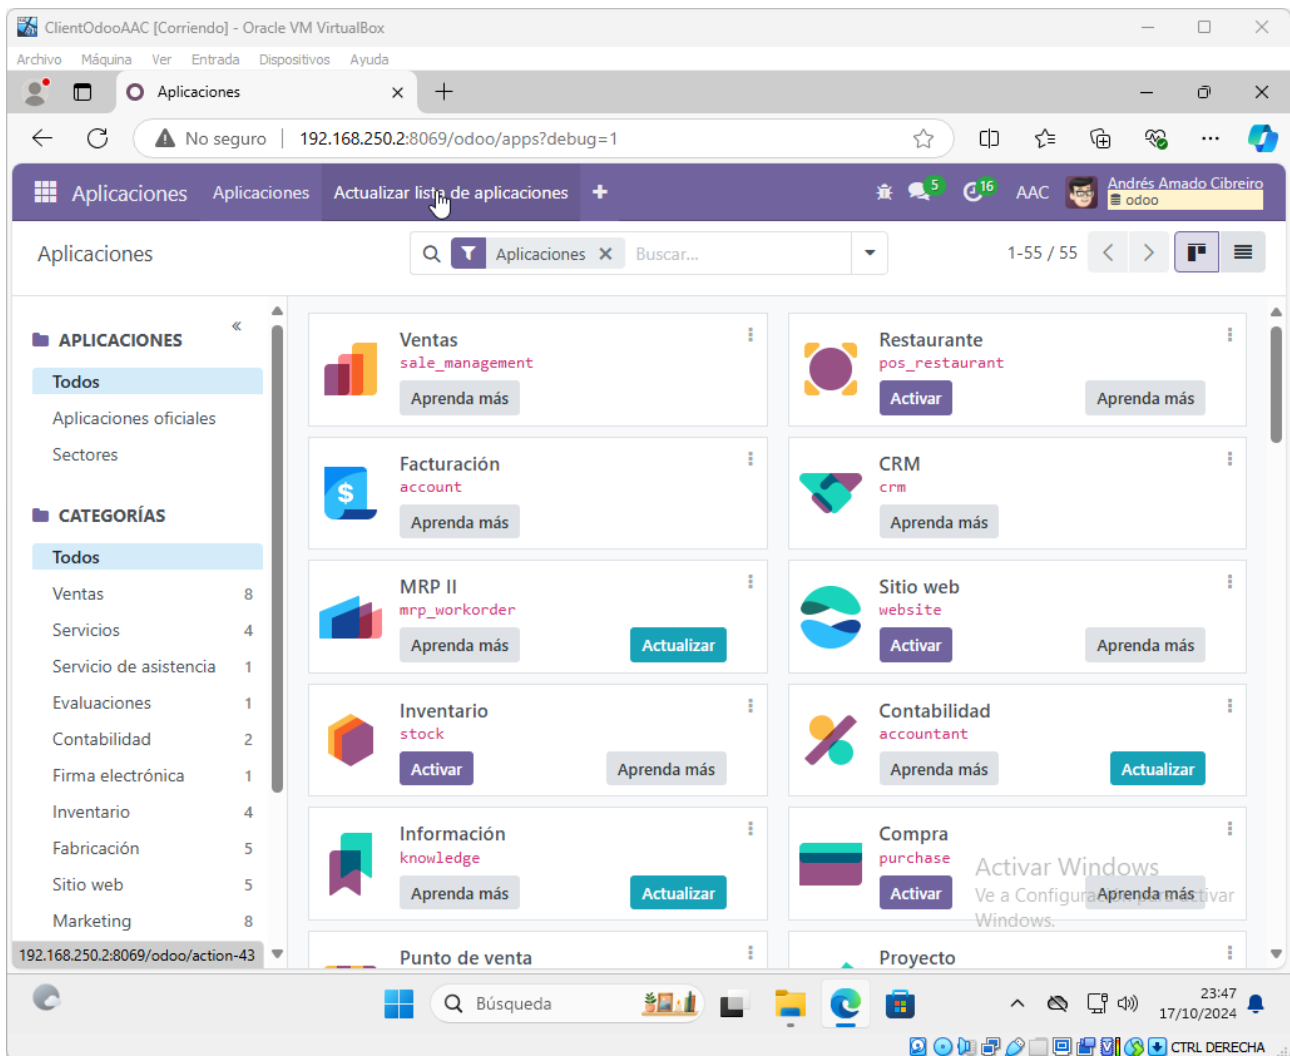 ClientOdooAAC [Corriendo] - Oracle VM VirtualBox
Archivo Máquina Ver Entrada Dispositivos Ayuda
Aplicaciones
No seguro 192.168.250.2:8069/odoo/apps?debug=1
Aplicaciones Aplicaciones Actualizar lista de aplicaciones
5 16 AAC Andrés Amado Cibreiro
odoo
Aplicaciones Aplicaciones Buscar... 1-55 / 55
APLICACIONES
Todos
Aplicaciones oficiales
Sectores
CATEGORÍAS
Todos
Ventas 8
Servicios 4
Servicio de asistencia 1
Evaluaciones 1
Contabilidad 2
Firma electrónica 1
Inventario 4
Fabricación 5
Sitio web 5
Marketing 8
192.168.250.2:8069/odoo/action-43
Ventas
sale_management
Aprenda más
Restaurante
pos_restaurant
Activar Aprenda más
Facturación
account
Aprenda más
CRM
crm
Aprenda más
MRP II
mrp_workorder
Aprenda más Actualizar
Sitio web
website
Activar Aprenda más
Inventario
stock
Activar Aprenda más
Contabilidad
accountant
Aprenda más Actualizar
Información
knowledge
Aprenda más Actualizar
Compra
purchase
Activar Aprenda más
Punto de venta
Proyecto
Activar Windows
Ve a Configuración para activar
Windows.
Búsqueda
23:47
17/10/2024
CTRL DERECHA